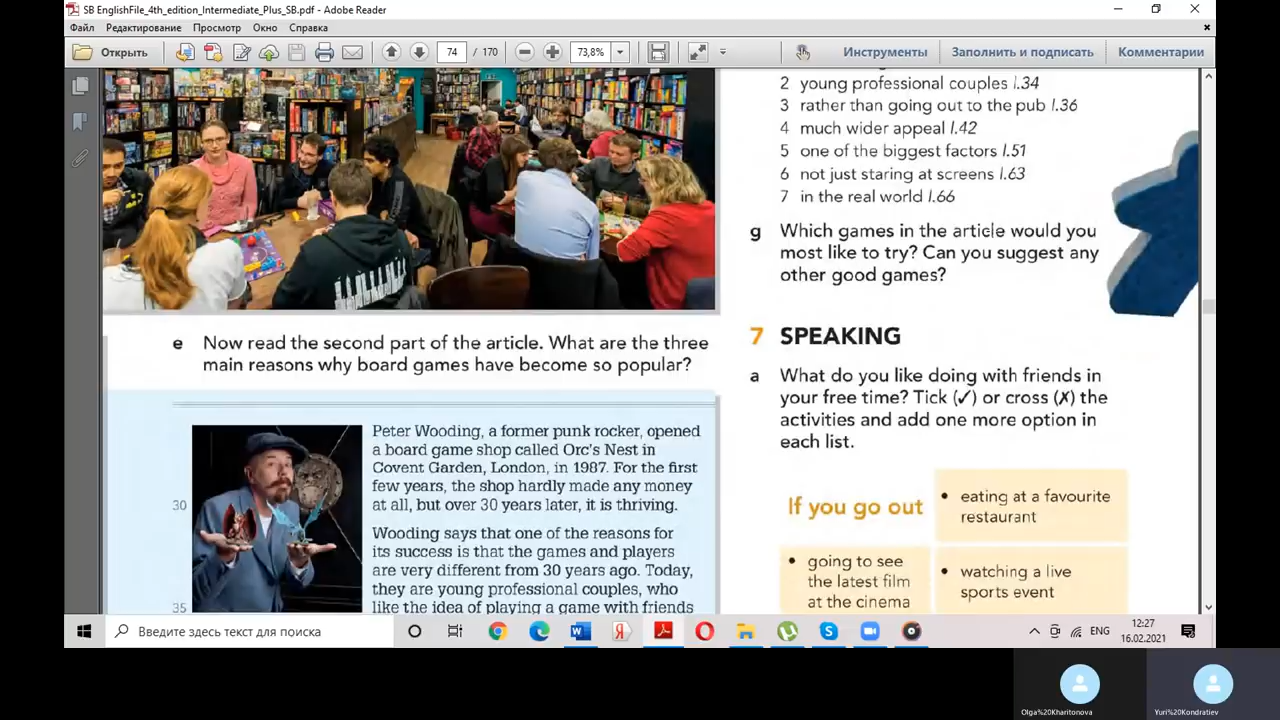 SB EnglishFile_4th_edition_Intermediate_Plus_SB.pdf - Adobe Reader
Файл Редактирование Просмотр Окно Справка
Открыть 74 / 170 73,8% Инструменты Заполнить и подписать Комментарии
2 young professional couples l.34
3 rather than going out to the pub l.36
4 much wider appeal l.42
5 one of the biggest factors l.51
6 not just staring at screens l.63
7 in the real world l.66
g Which games in the article would you
most like to try? Can you suggest any
other good games?
e Now read the second part of the article. What are the three
main reasons why board games have become so popular?
Peter Wooding, a former punk rocker, opened
a board game shop called Orc's Nest in
Covent Garden, London, in 1987. For the first
few years, the shop hardly made any money
30 at all, but over 30 years later, it is thriving.
Wooding says that one of the reasons for
its success is that the games and players
are very different from 30 years ago. Today,
they are young professional couples, who
35 like the idea of playing a game with friends
7 SPEAKING
a What do you like doing with friends in
your free time? Tick (✓) or cross (✗) the
activities and add one more option in
each list.
If you go out
• eating at a favourite
restaurant
• going to see
the latest film
at the cinema
• watching a live
sports event
Введите здесь текст для поиска
ENG
12:27
16.02.2021
Olga%20Kharitonova
Yuri%20Kondratiev